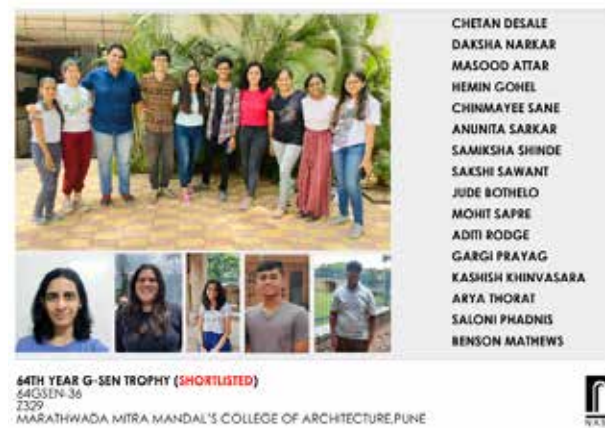 CHETAN DESALE
DAKSHA NARKAR
MASOOD ATTAR
HEMIN GOHEL
CHINMAYEE SANE
ANUNITA SARKAR
SAMIKSHA SHINDE
SAKSHI SAWANT
JUDE BOTHELO
MOHIT SAPRE
ADITI RODGE
GARGI PRAYAG
KASHISH KHINVASARA
ARYA THORAT
SALONI PHADNIS
BENSON MATHEWS
64TH YEAR G-SEN TROPHY (SHORTLISTED)
64GSEN-36
Z329
MARATHWADA MITRA MANDAL'S COLLEGE OF ARCHITECTURE,PUNE